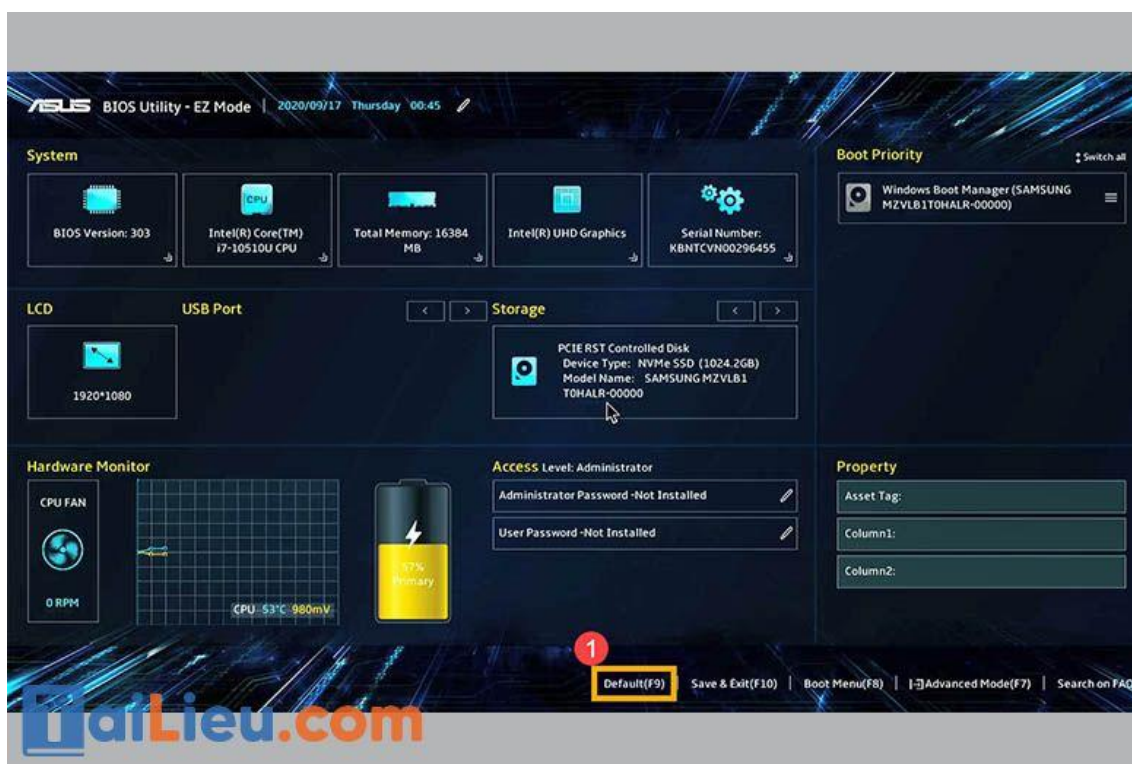 ASUS BIOS Utility - EZ Mode | 2020/09/17 Thursday 00:45
System
BIOS Version: 303
CPU
Intel(R) Core(TM)
i7-10510U CPU
Total Memory: 16384
MB
Intel(R) UHD Graphics
Serial Number:
KBNTCVN00296455
Boot Priority
Switch all
Windows Boot Manager (SAMSUNG
MZVLB1T0HALR-00000)
LCD
1920*1080
USB Port
< >
Storage
< >
PCIE RST Controlled Disk
Device Type: NVMe SSD (1024.2GB)
Model Name: SAMSUNG MZVLB1
T0HALR-00000
Hardware Monitor
CPU FAN
0 RPM
CPU 53°C 980mV
57%
Primary
Access Level: Administrator
Administrator Password -Not Installed
User Password -Not Installed
Property
Asset Tag:
Column1:
Column2:
1
Default(F9) | Save & Exit(F10) | Boot Menu(F8) | Advanced Mode(F7) | Search on FAQ
TaiLieu.com